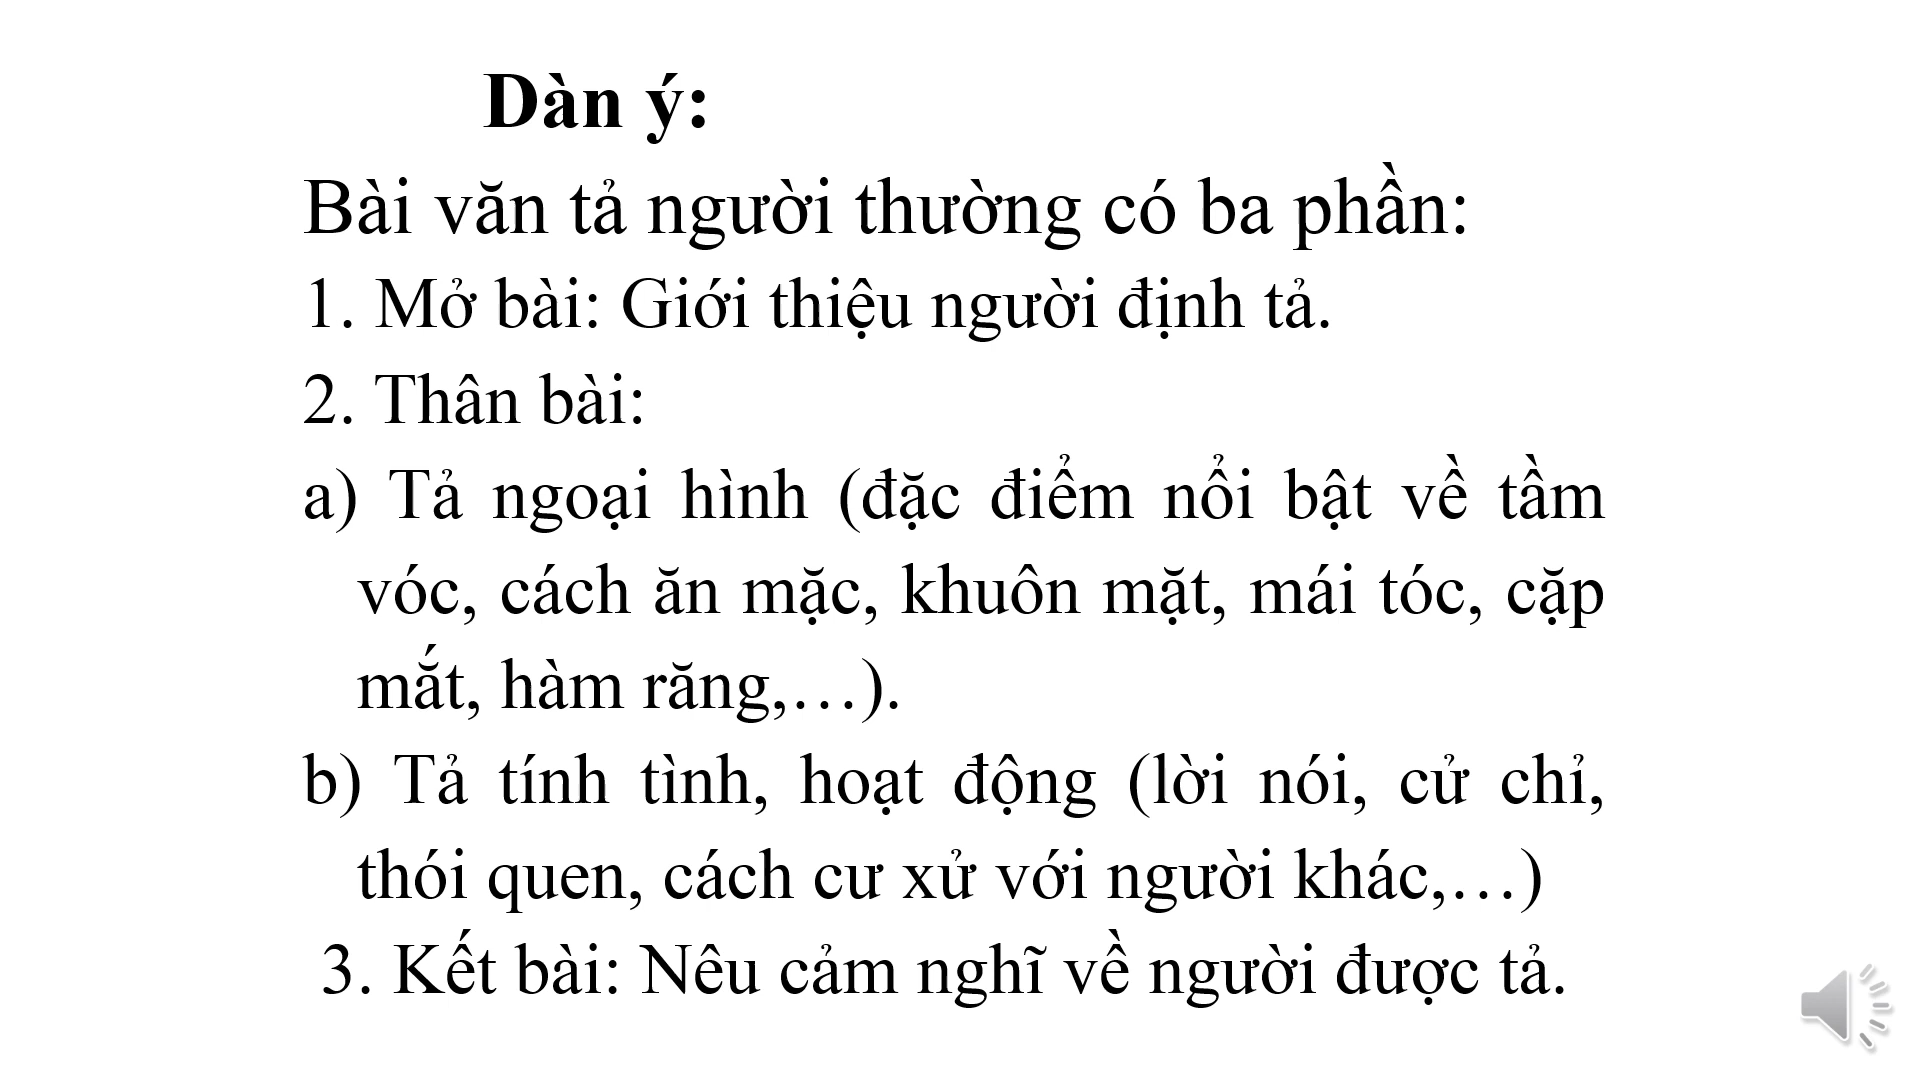 Dàn ý:
Bài văn tả người thường có ba phần:
1. Mở bài: Giới thiệu người định tả.
2. Thân bài:
a) Tả ngoại hình (đặc điểm nổi bật về tầm
vóc, cách ăn mặc, khuôn mặt, mái tóc, cặp
mắt, hàm răng,…).
b) Tả tính tình, hoạt động (lời nói, cử chỉ,
thói quen, cách cư xử với người khác,…)
3. Kết bài: Nêu cảm nghĩ về người được tả.